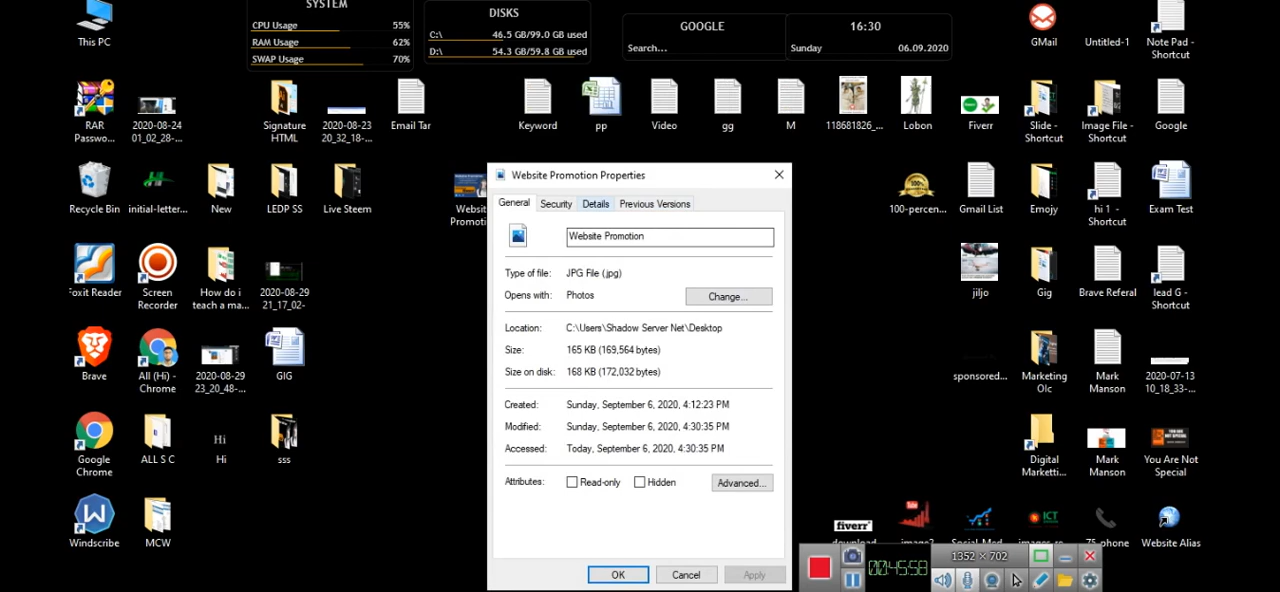 SYSTEM
CPU Usage 55%
RAM Usage 62%
SWAP Usage 70%
DISKS
C:\ 46.5 GB/99.0 GB used
D:\ 54.3 GB/59.8 GB used
GOOGLE
Search...
16:30
Sunday 06.09.2020
This PC
GMail
Untitled-1
Note Pad -
Shortcut
RAR
Passwo...
2020-08-24
01_02_28-...
Signature
HTML
2020-08-23
20_32_18-...
Email Tar
Keyword
pp
Video
gg
M
118681826_...
Lobon
Fiverr
Slide -
Shortcut
Image File -
Shortcut
Google
Recycle Bin
initial-letter...
New
LEDP SS
Live Steem
Websit
Promoti
100-percen...
Gmail List
Emojy
hi 1 -
Shortcut
Exam Test
Foxit Reader
Screen
Recorder
How do i
teach a ma...
2020-08-29
21_17_02-
jiljo
Gig
Brave Referal
lead G -
Shortcut
Brave
All (Hi) -
Chrome
2020-08-29
23_20_48-...
GIG
sponsored...
Marketing
Olc
Mark
Manson
2020-07-13
10_18_33-...
Google
Chrome
ALL S C
Hi
Hi
sss
Digital
Marketti...
Mark
Manson
You Are Not
Special
Windscribe
MCW
fiverr
download
image2
Social-Med
ICT
images-re
75-phone
Website Alias
Website Promotion Properties
General Security Details Previous Versions
Website Promotion
Type of file: JPG File (.jpg)
Opens with: Photos Change...
Location: C:\Users\Shadow Server Net\Desktop
Size: 165 KB (169,564 bytes)
Size on disk: 168 KB (172,032 bytes)
Created: Sunday, September 6, 2020, 4:12:23 PM
Modified: Sunday, September 6, 2020, 4:30:35 PM
Accessed: Today, September 6, 2020, 4:30:35 PM
Attributes: Read-only Hidden Advanced...
OK Cancel Apply
00:45:58
1352 × 702